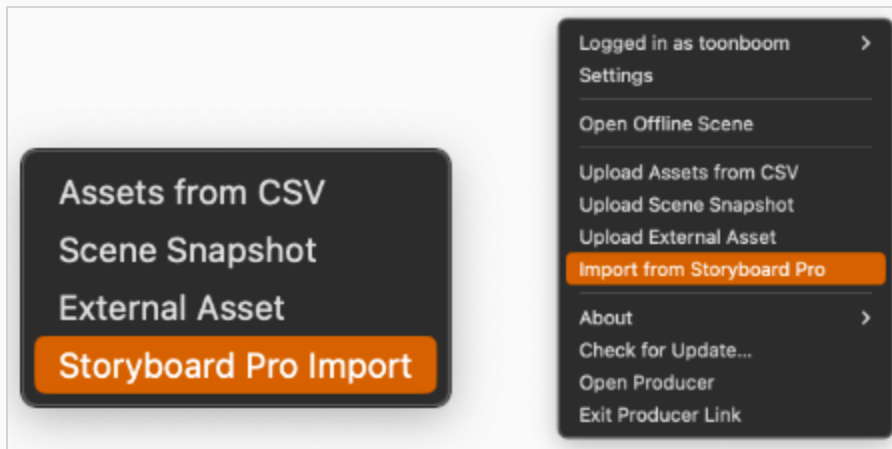 Assets from CSV
Scene Snapshot
External Asset
Storyboard Pro Import
Logged in as toonboom
Settings
Open Offline Scene
Upload Assets from CSV
Upload Scene Snapshot
Upload External Asset
Import from Storyboard Pro
About
Check for Update...
Open Producer
Exit Producer Link